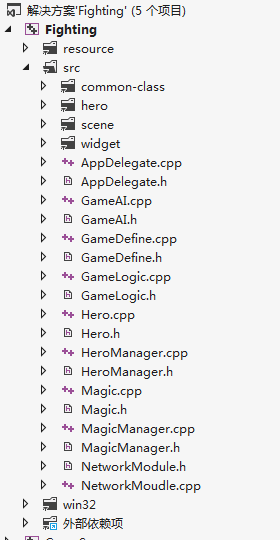 解决方案'Fighting' (5 个项目)
Fighting
resource
src
common-class
hero
scene
widget
AppDelegate.cpp
AppDelegate.h
GameAI.cpp
GameAI.h
GameDefine.cpp
GameDefine.h
GameLogic.cpp
GameLogic.h
Hero.cpp
Hero.h
HeroManager.cpp
HeroManager.h
Magic.cpp
Magic.h
MagicManager.cpp
MagicManager.h
NetworkModule.h
NetworkMoudle.cpp
win32
外部依赖项